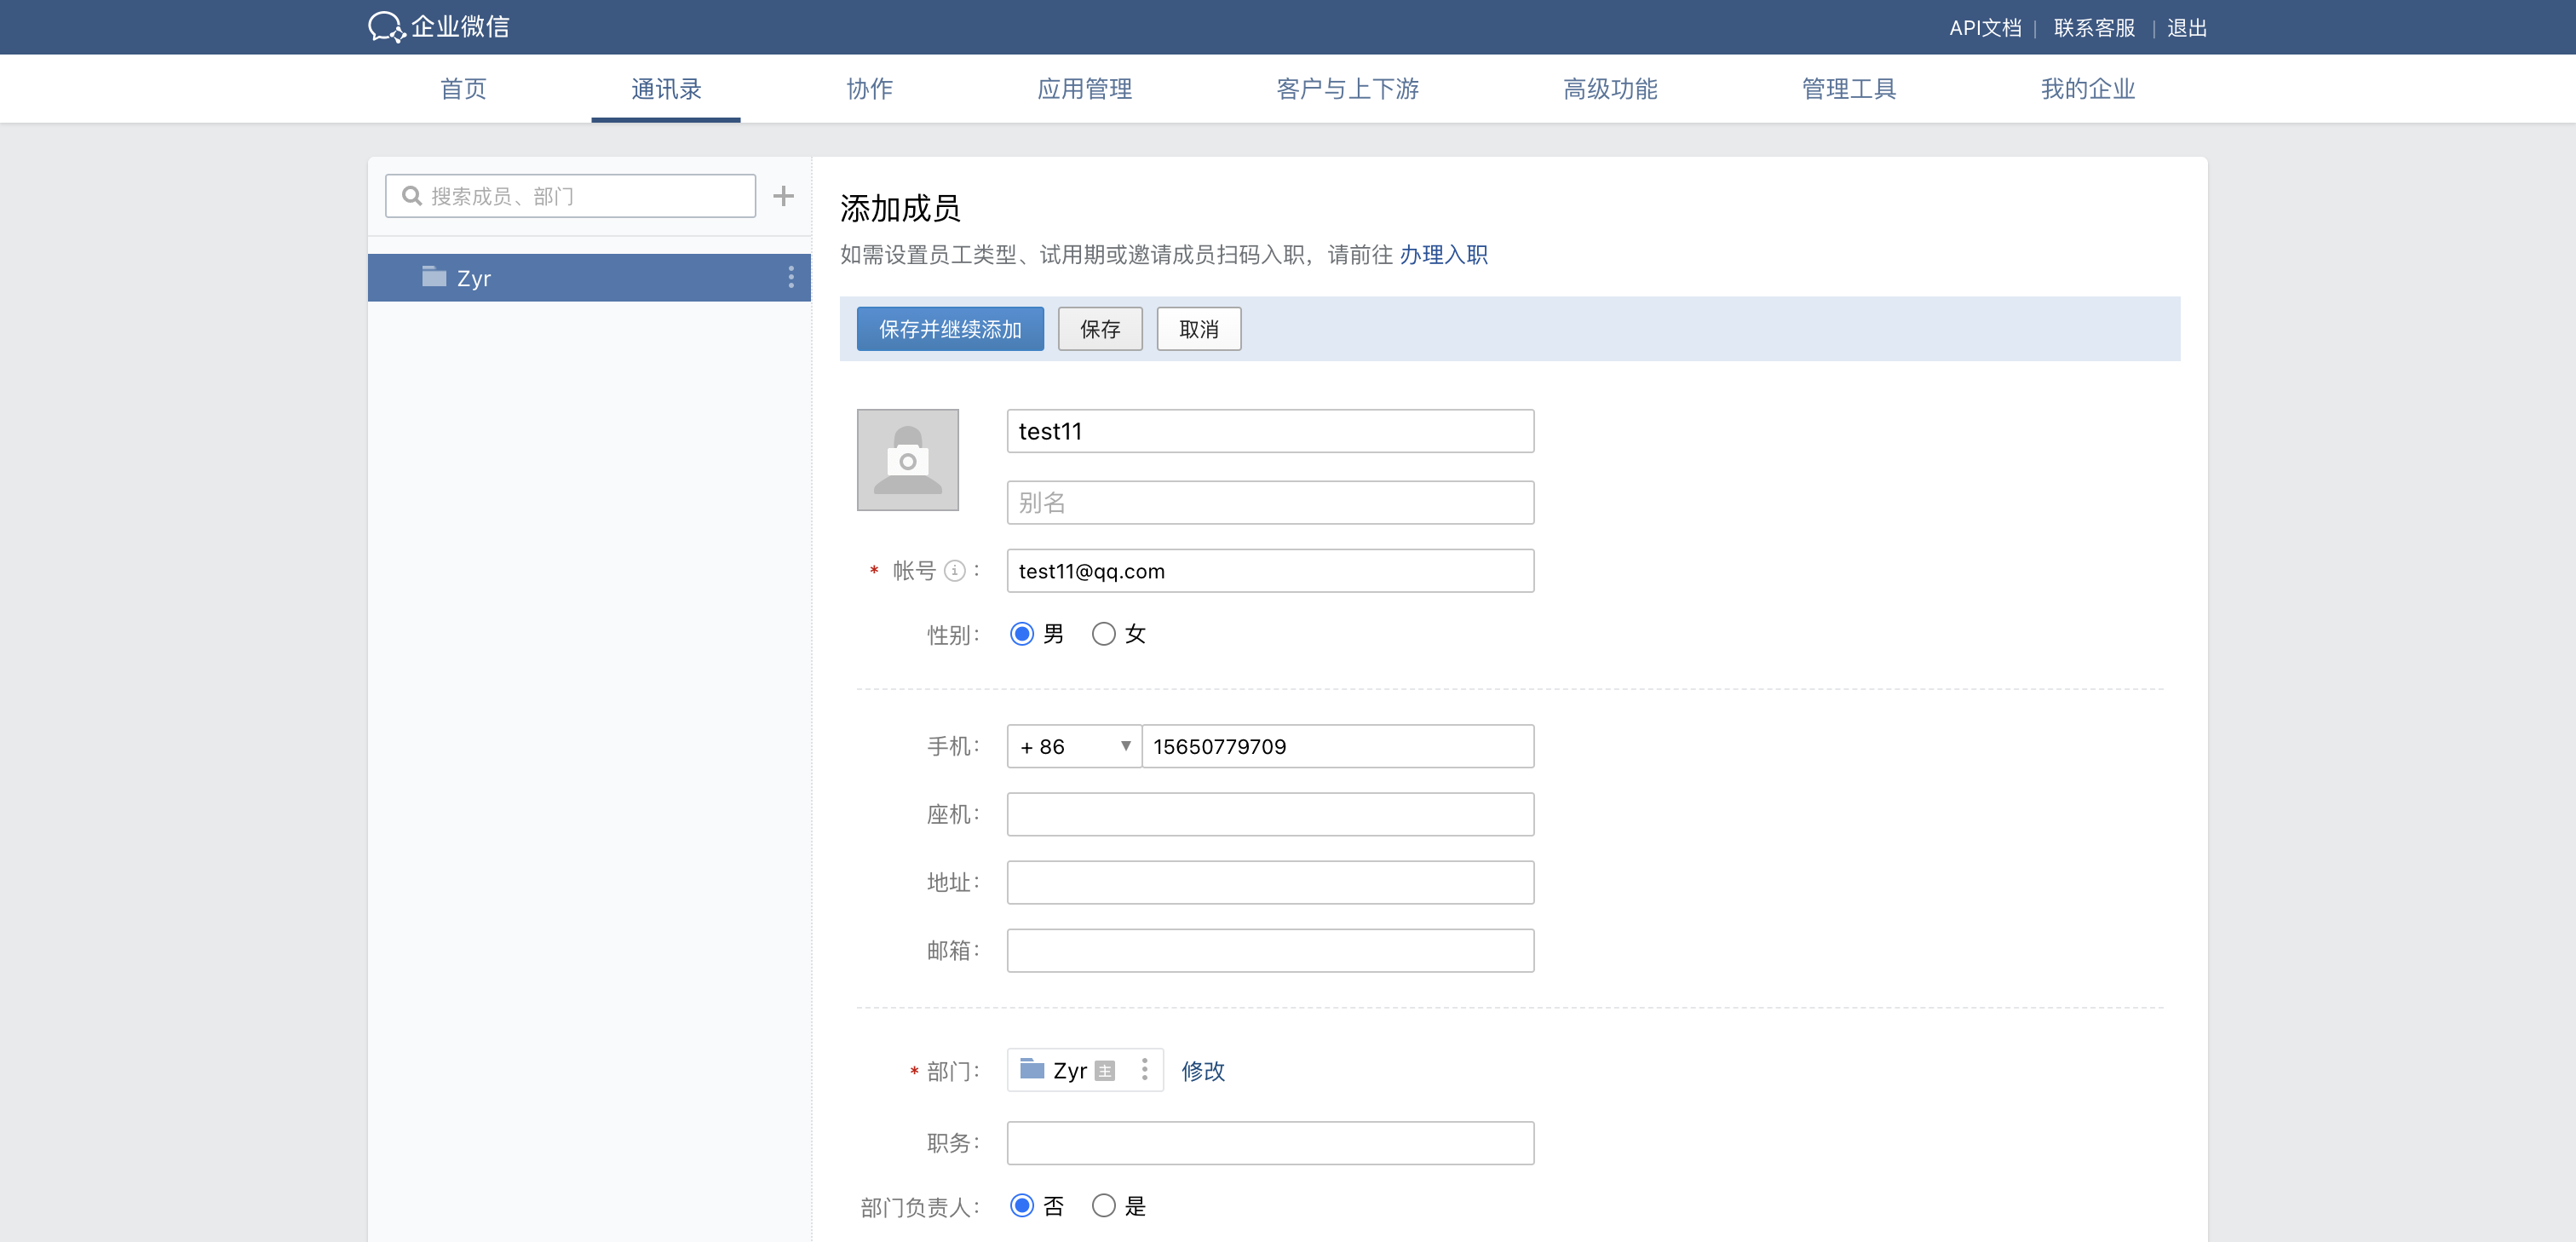 企业微信
API文档 | 联系客服 | 退出
首页 通讯录 协作 应用管理 客户与上下游 高级功能 管理工具 我的企业
搜索成员、部门
Zyr
添加成员
如需设置员工类型、试用期或邀请成员扫码入职，请前往 办理入职
保存并继续添加 保存 取消
test11
别名
* 帐号 : test11@qq.com
性别: 男 女
手机: + 86 15650779709
座机:
地址:
邮箱:
* 部门: Zyr 主 修改
职务:
部门负责人: 否 是